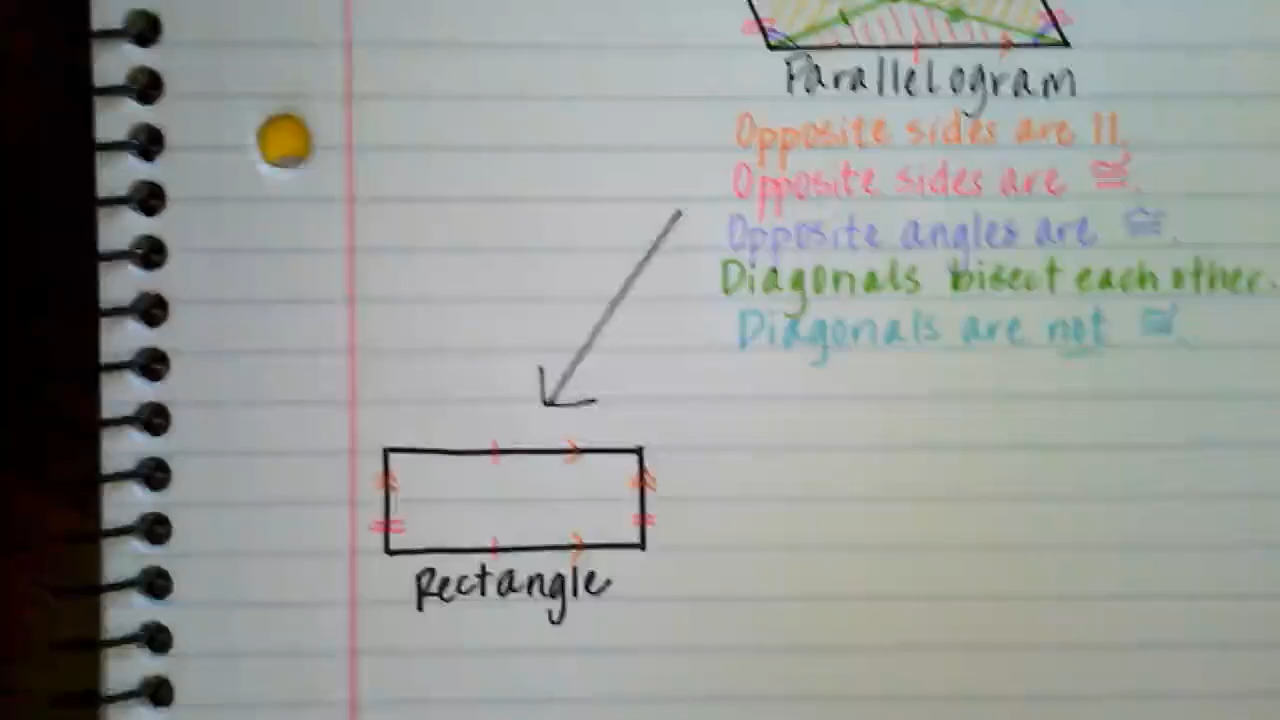 Parallelogram
Opposite sides are ||.
Opposite sides are ≅.
Opposite angles are ≅.
Diagonals bisect each other.
Diagonals are not ≅.
Rectangle